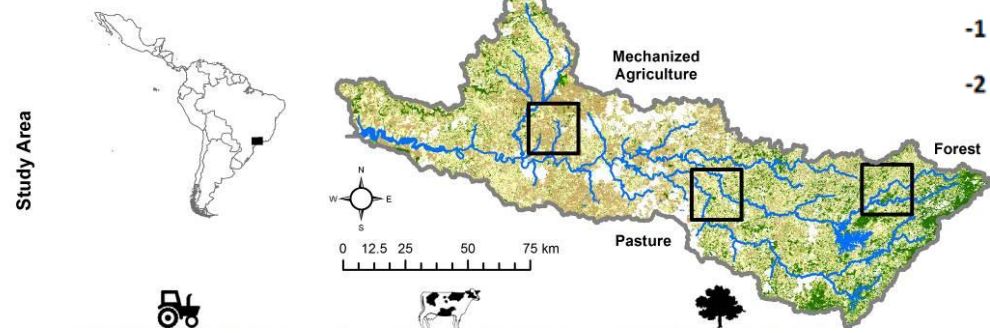 Study Area
-1
-2
Mechanized
Agriculture
Forest
Pasture
N
W E
S
0 12.5 25 50 75 km